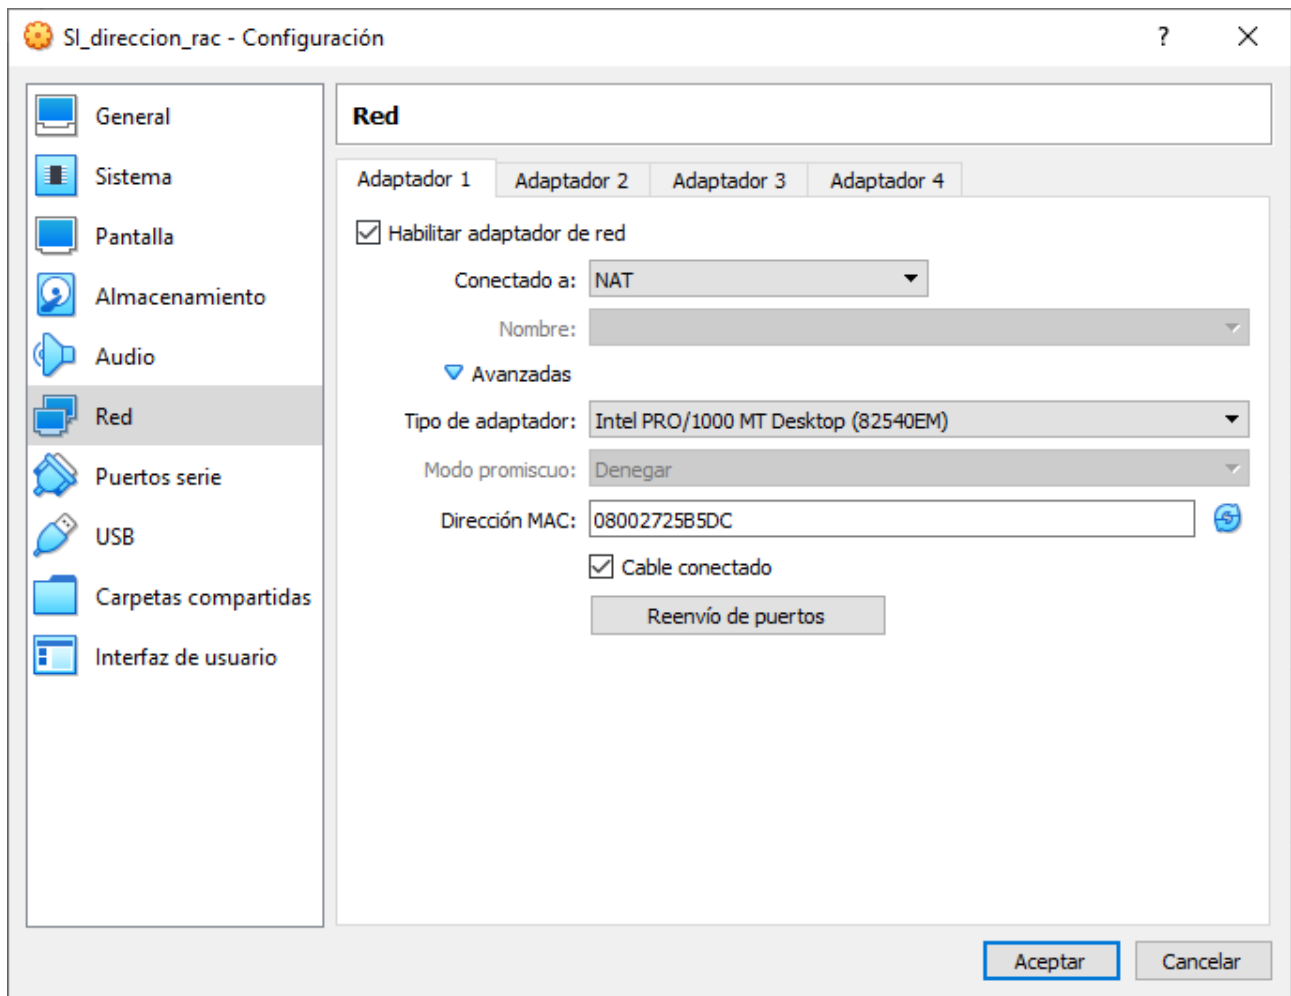 SI_direccion_rac - Configuración
?
General
Sistema
Pantalla
Almacenamiento
Audio
Red
Puertos serie
USB
Carpetas compartidas
Interfaz de usuario
Red
Adaptador 1 Adaptador 2 Adaptador 3 Adaptador 4
Habilitar adaptador de red
Conectado a: NAT
Nombre:
Avanzadas
Tipo de adaptador: Intel PRO/1000 MT Desktop (82540EM)
Modo promiscuo: Denegar
Dirección MAC: 08002725B5DC
Cable conectado
Reenvío de puertos
Aceptar Cancelar